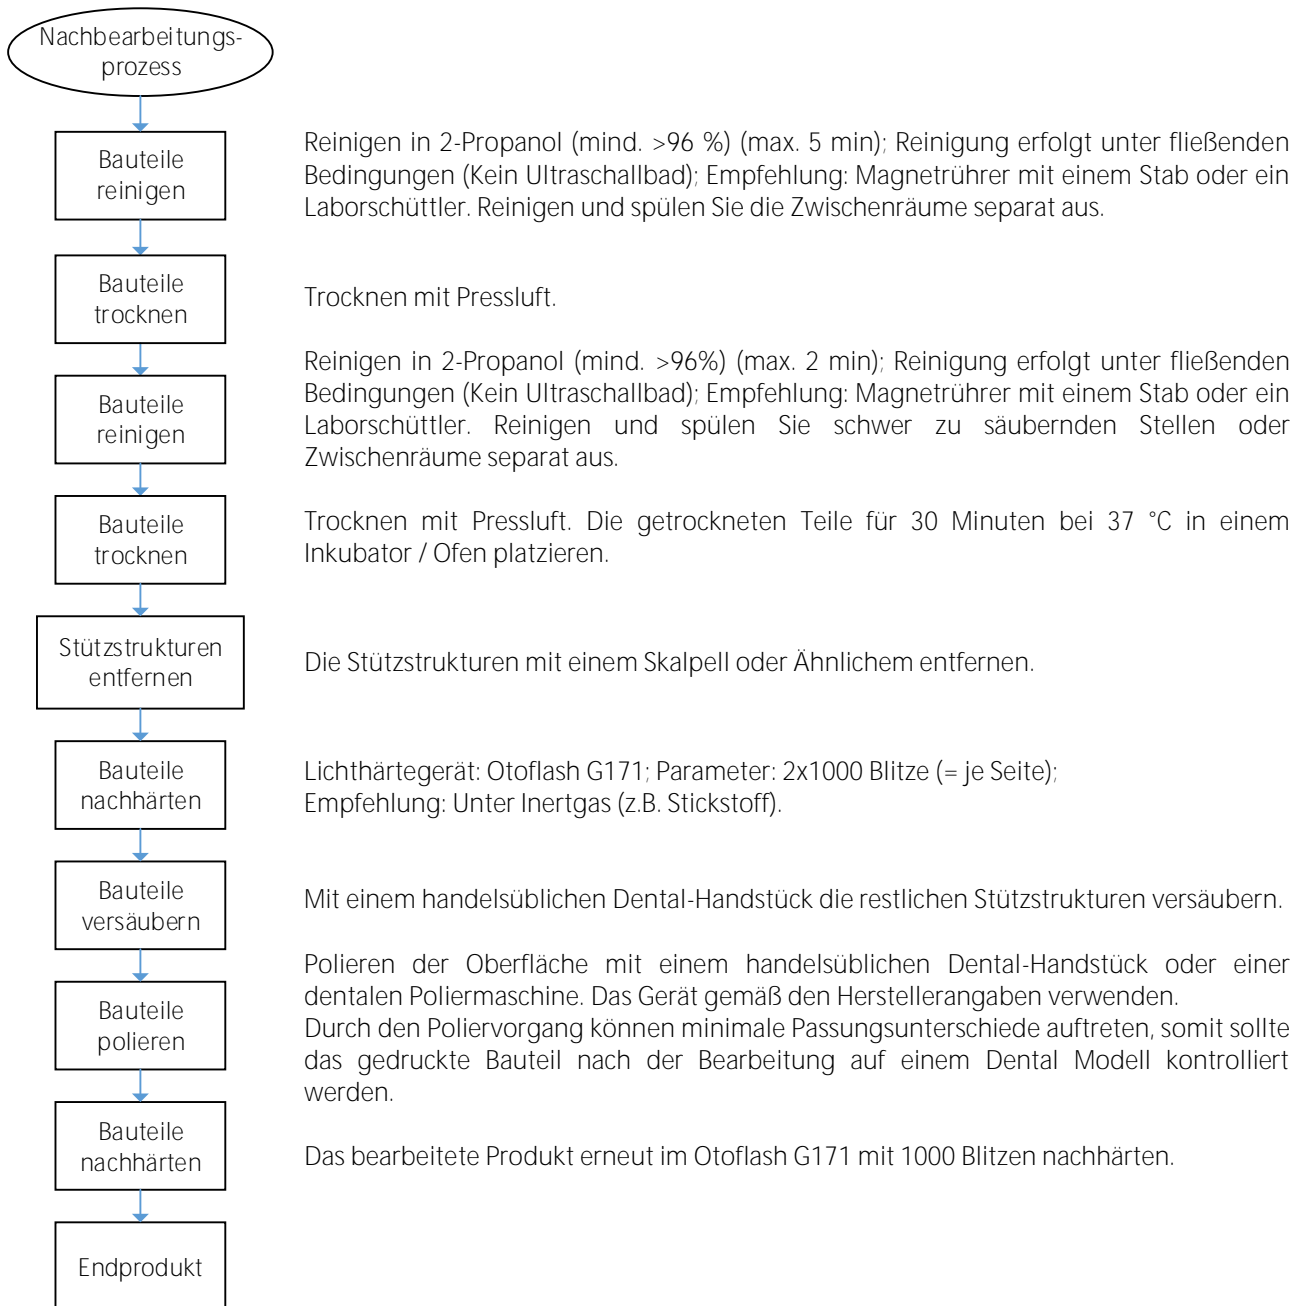 Nachbearbeitungs-
prozess
Bauteile
reinigen
Reinigen in 2-Propanol (mind. >96 %) (max. 5 min); Reinigung erfolgt unter fließenden
Bedingungen (Kein Ultraschallbad); Empfehlung: Magnetrührer mit einem Stab oder ein
Laborschüttler. Reinigen und spülen Sie die Zwischenräume separat aus.
Bauteile
trocknen
Trocknen mit Pressluft.
Bauteile
reinigen
Reinigen in 2-Propanol (mind. >96%) (max. 2 min); Reinigung erfolgt unter fließenden
Bedingungen (Kein Ultraschallbad); Empfehlung: Magnetrührer mit einem Stab oder ein
Laborschüttler. Reinigen und spülen Sie schwer zu säubernden Stellen oder
Zwischenräume separat aus.
Bauteile
trocknen
Trocknen mit Pressluft. Die getrockneten Teile für 30 Minuten bei 37 °C in einem
Inkubator / Ofen platzieren.
Stützstrukturen
entfernen
Die Stützstrukturen mit einem Skalpell oder Ähnlichem entfernen.
Bauteile
nachhärten
Lichthärtegerät: Otoflash G171; Parameter: 2x1000 Blitze (= je Seite);
Empfehlung: Unter Inertgas (z.B. Stickstoff).
Bauteile
versäubern
Mit einem handelsüblichen Dental-Handstück die restlichen Stützstrukturen versäubern.
Bauteile
polieren
Polieren der Oberfläche mit einem handelsüblichen Dental-Handstück oder einer
dentalen Poliermaschine. Das Gerät gemäß den Herstellerangaben verwenden.
Durch den Poliervorgang können minimale Passungsunterschiede auftreten, somit sollte
das gedruckte Bauteil nach der Bearbeitung auf einem Dental Modell kontrolliert
werden.
Bauteile
nachhärten
Das bearbeitete Produkt erneut im Otoflash G171 mit 1000 Blitzen nachhärten.
Endprodukt